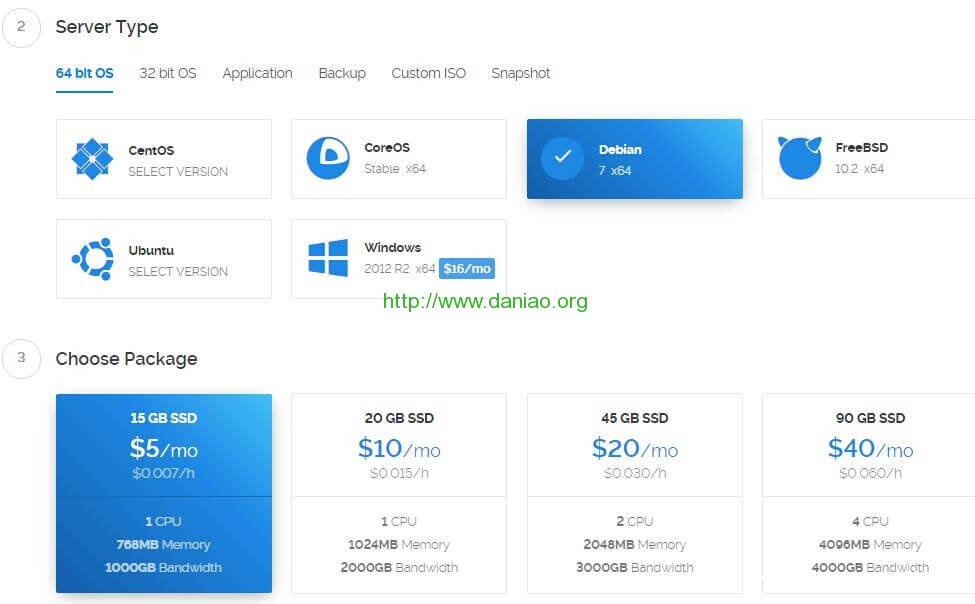 2 Server Type
64 bit OS 32 bit OS Application Backup Custom ISO Snapshot
CentOS
SELECT VERSION
CoreOS
Stable x64
Debian
7 x64
FreeBSD
10.2 x64
Ubuntu
SELECT VERSION
Windows
2012 R2 x64 $16/mo
http://www.daniao.org
3 Choose Package
15 GB SSD
$5/mo
$0.007/h
1 CPU
768MB Memory
1000GB Bandwidth
20 GB SSD
$10/mo
$0.015/h
1 CPU
1024MB Memory
2000GB Bandwidth
45 GB SSD
$20/mo
$0.030/h
2 CPU
2048MB Memory
3000GB Bandwidth
90 GB SSD
$40/mo
$0.060/h
4 CPU
4096MB Memory
4000GB Bandwidth